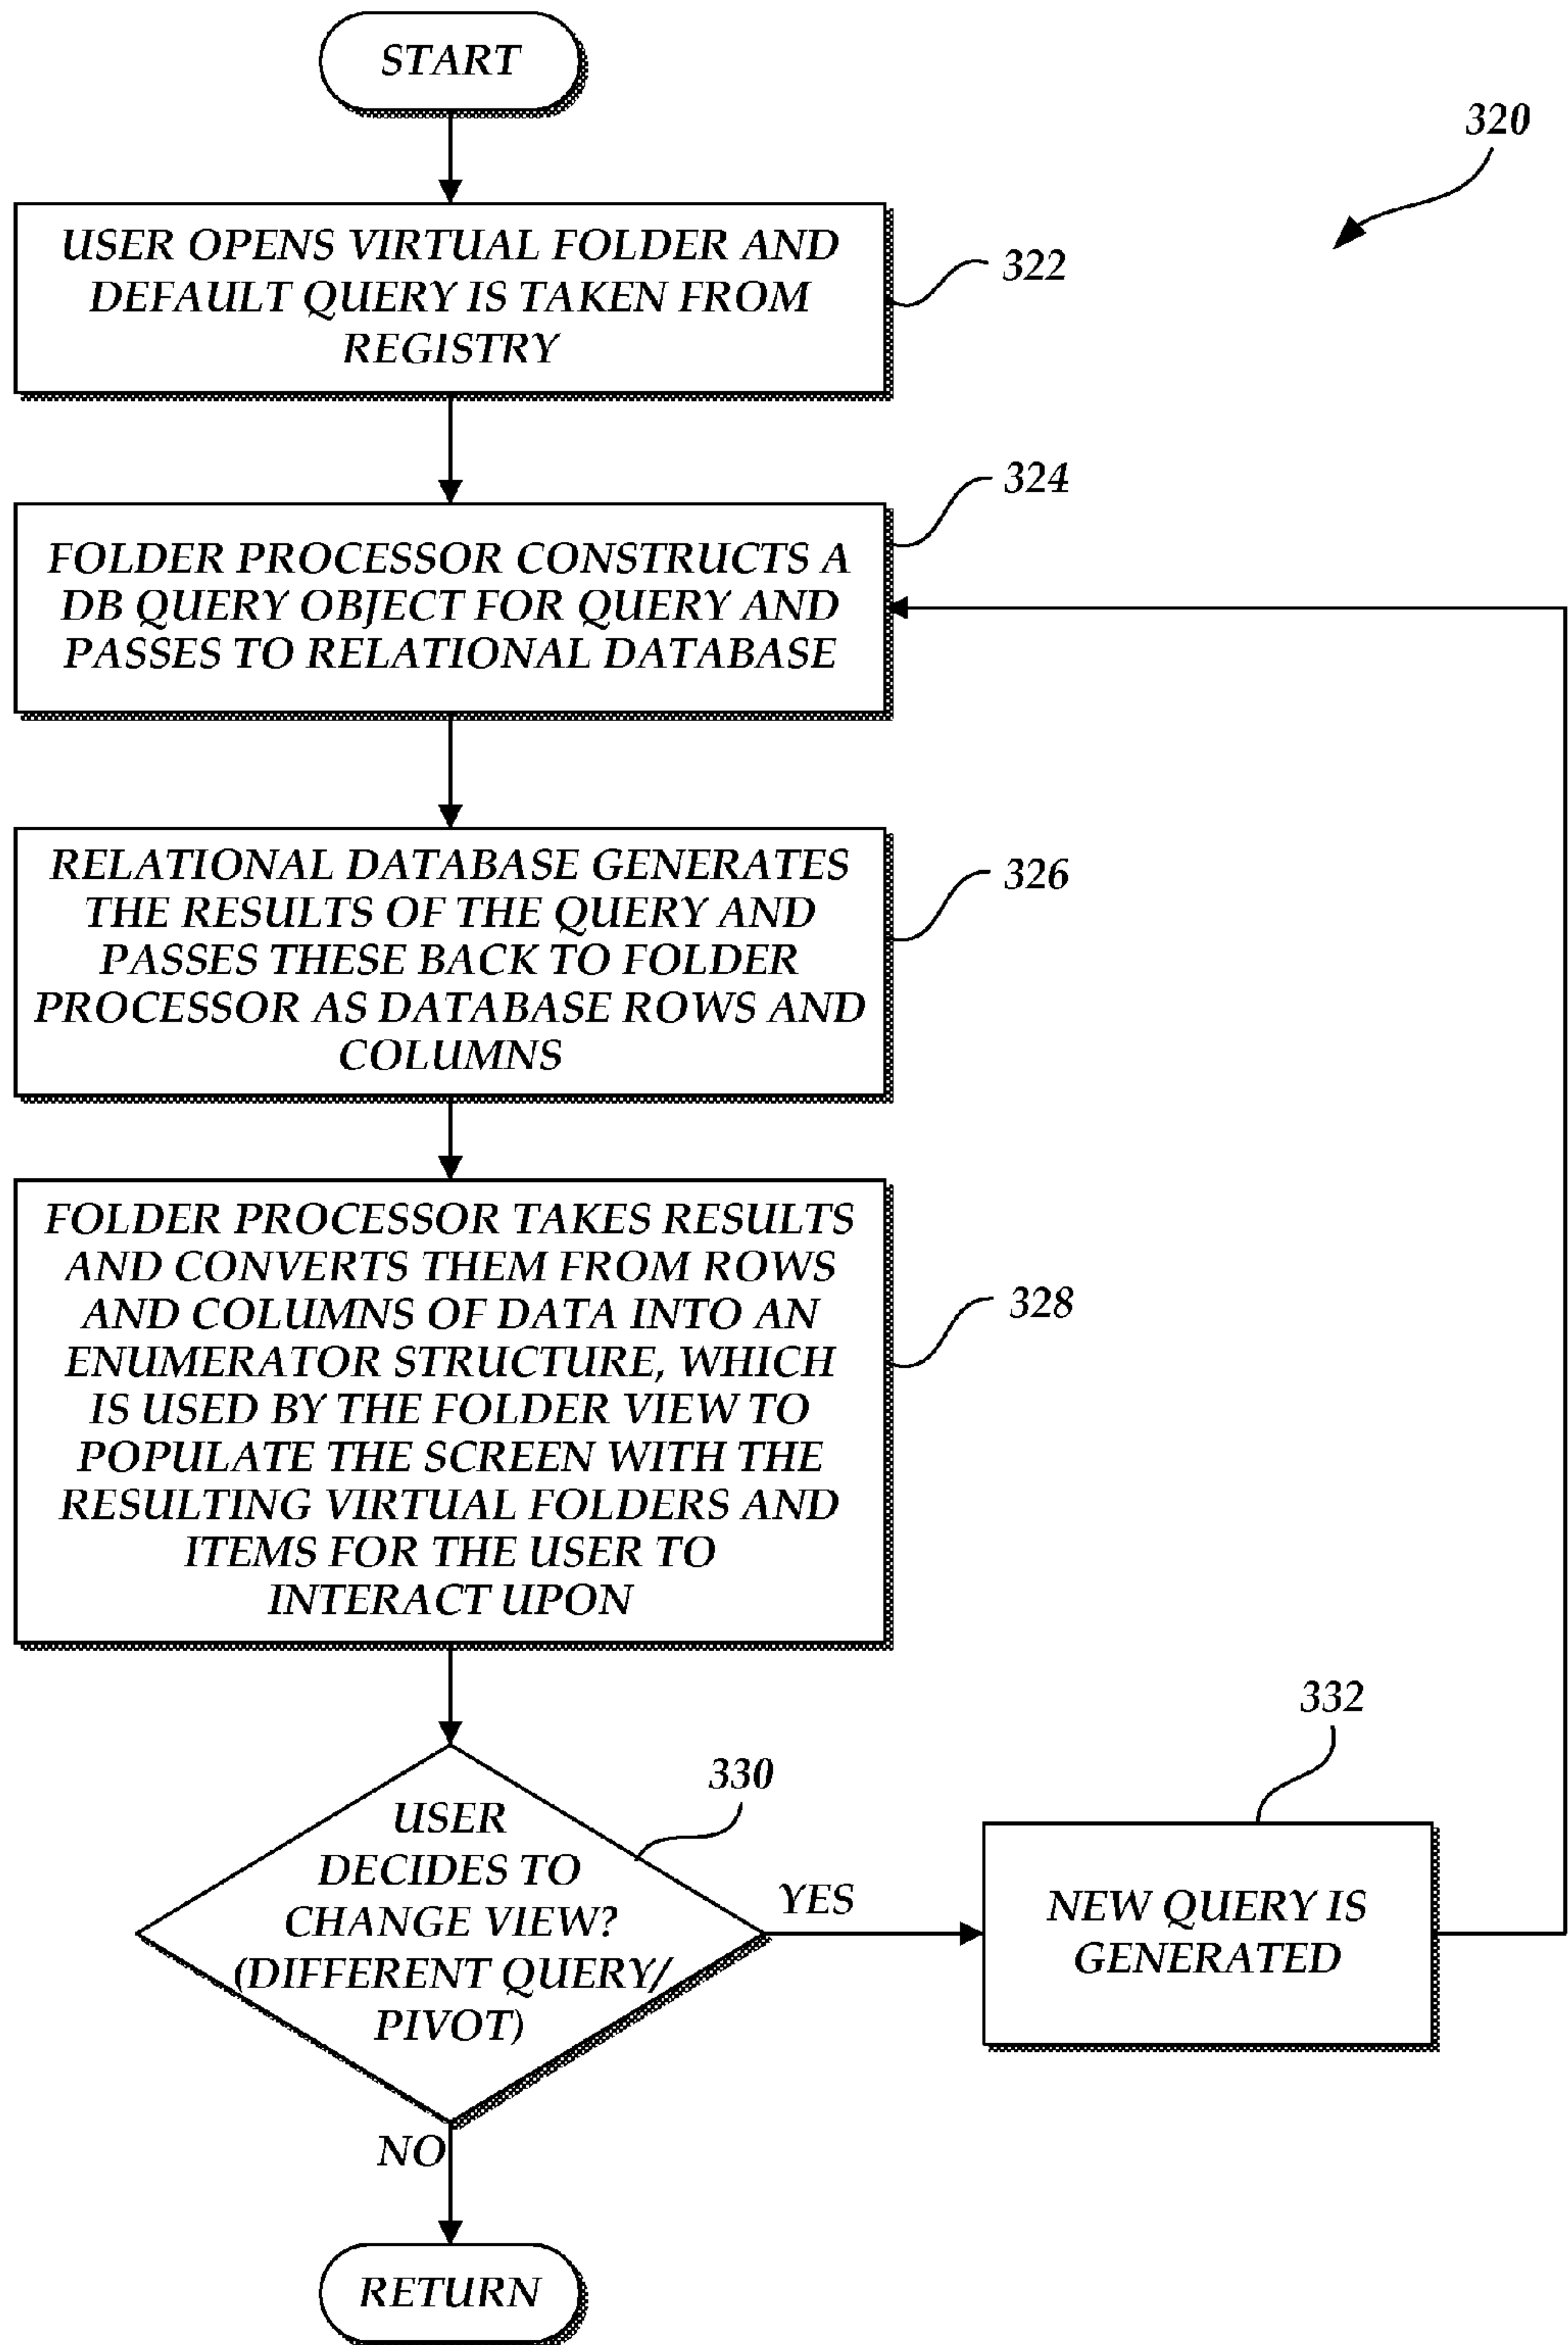 START
320
USER OPENS VIRTUAL FOLDER AND
DEFAULT QUERY IS TAKEN FROM
REGISTRY
322
324
FOLDER PROCESSOR CONSTRUCTS A
DB QUERY OBJECT FOR QUERY AND
PASSES TO RELATIONAL DATABASE
RELATIONAL DATABASE GENERATES
THE RESULTS OF THE QUERY AND
PASSES THESE BACK TO FOLDER
PROCESSOR AS DATABASE ROWS AND
COLUMNS
326
FOLDER PROCESSOR TAKES RESULTS
AND CONVERTS THEM FROM ROWS
AND COLUMNS OF DATA INTO AN
ENUMERATOR STRUCTURE, WHICH
IS USED BY THE FOLDER VIEW TO
POPULATE THE SCREEN WITH THE
RESULTING VIRTUAL FOLDERS AND
ITEMS FOR THE USER TO
INTERACT UPON
328
330
USER
DECIDES TO
CHANGE VIEW?
(DIFFERENT QUERY/
PIVOT)
YES
332
NEW QUERY IS
GENERATED
NO
RETURN